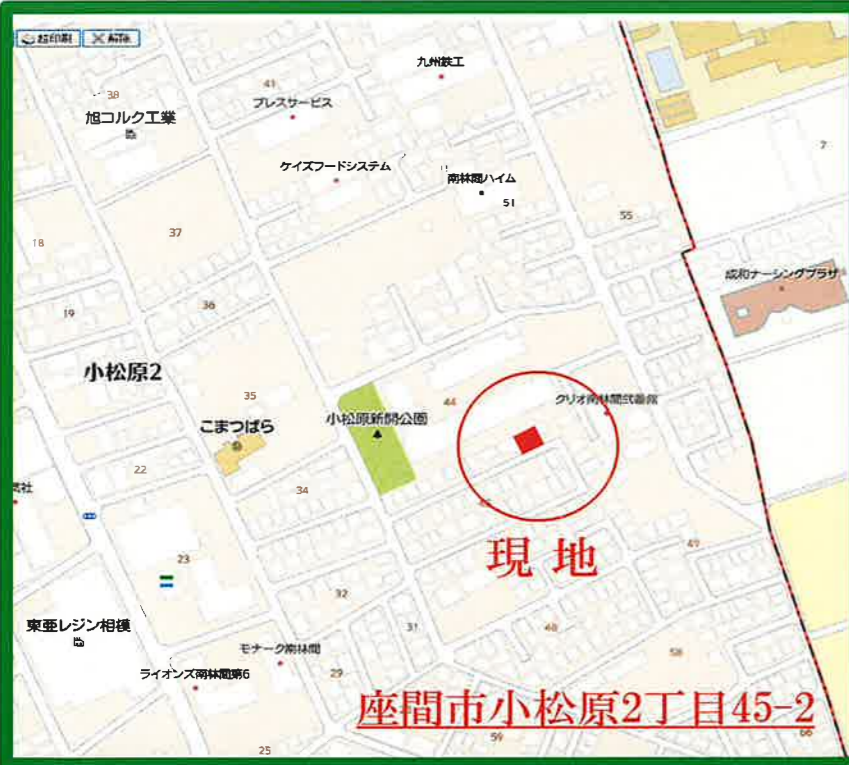 超印刷
解除
九州鉄工
41
38
プレスサービス
旭コルク工業
7
ケイズフードシステム
南林間ハイム
51
55
37
18
成和ナーシングプラザ
36
19
小松原2
35
44
クリオ南林間弐番館
小松原新開公園
こまつばら
22
34
45
現地
23
49
32
31
48
東亜レジン相模
モナーク南林間
58
ライオンズ南林間第6
29
座間市小松原2丁目45-2
59
66
25